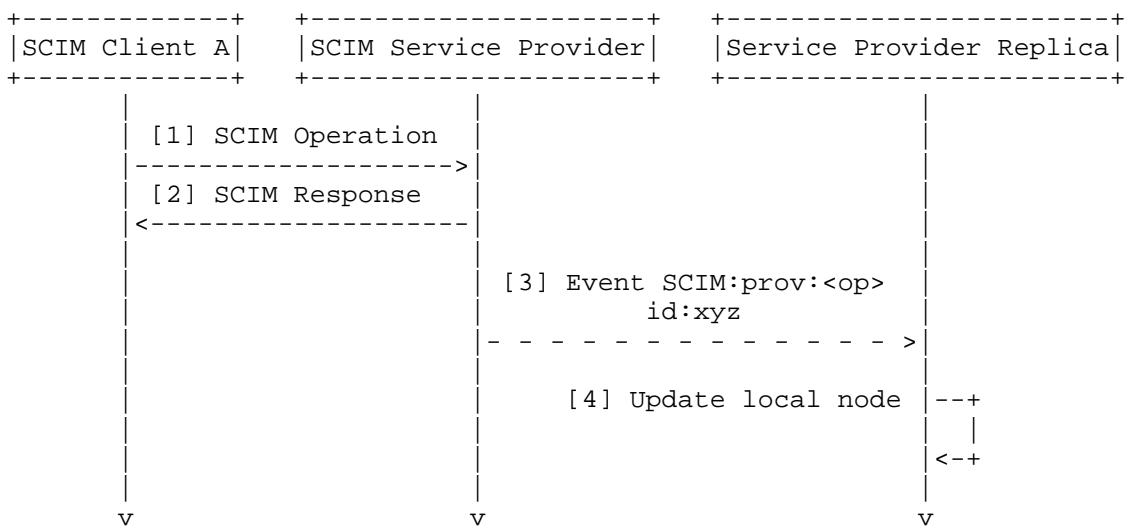 SCIM Client A SCIM Service Provider Service Provider Replica
[1] SCIM Operation
[2] SCIM Response
[3] Event SCIM:prov:<op>
id:xyz
[4] Update local node